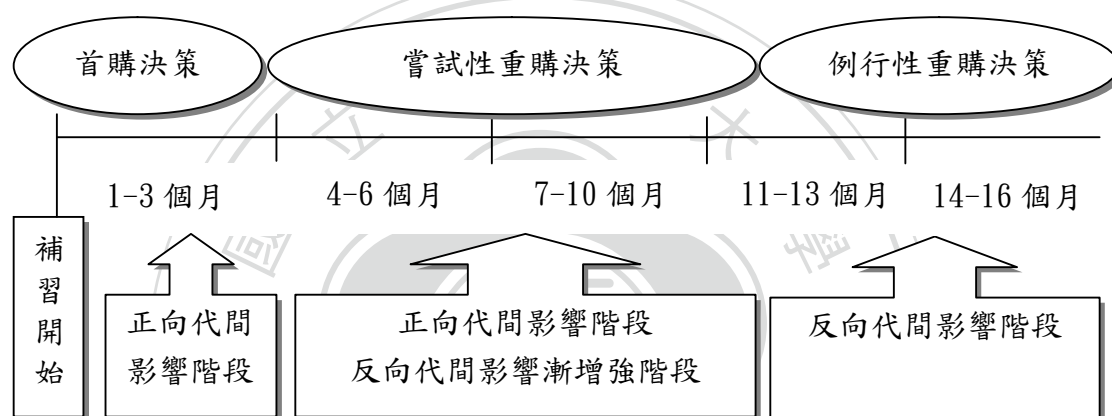 首購決策
嘗試性重購決策
例行性重購決策
立
大
1-3 個月
4-6 個月
7-10 個月
11-13 個月
14-16 個月
國
學
補
習
開
始
正向代間
影響階段
正向代間影響階段
反向代間影響漸增強階段
反向代間影響階段